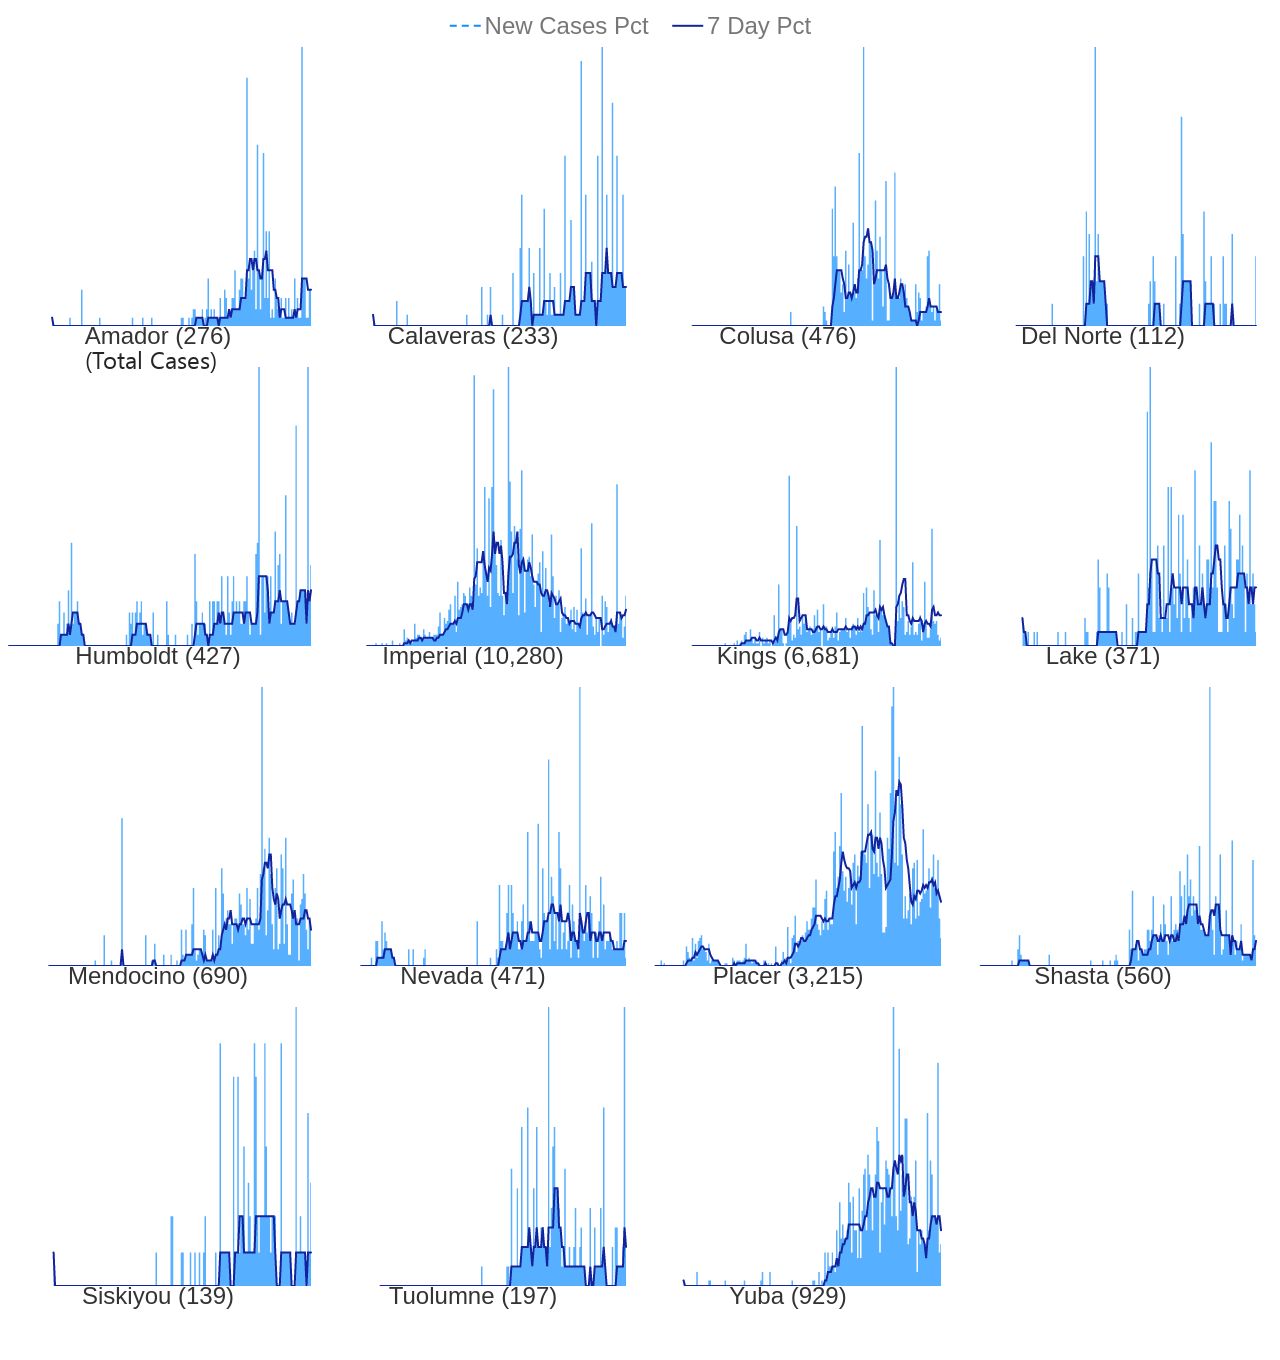 New Cases Pct 7 Day Pct
Amador (276)
(Total Cases)
Calaveras (233)
Colusa (476)
Del Norte (112)
Humboldt (427)
Imperial (10,280)
Kings (6,681)
Lake (371)
Mendocino (690)
Nevada (471)
Placer (3,215)
Shasta (560)
Siskiyou (139)
Tuolumne (197)
Yuba (929)